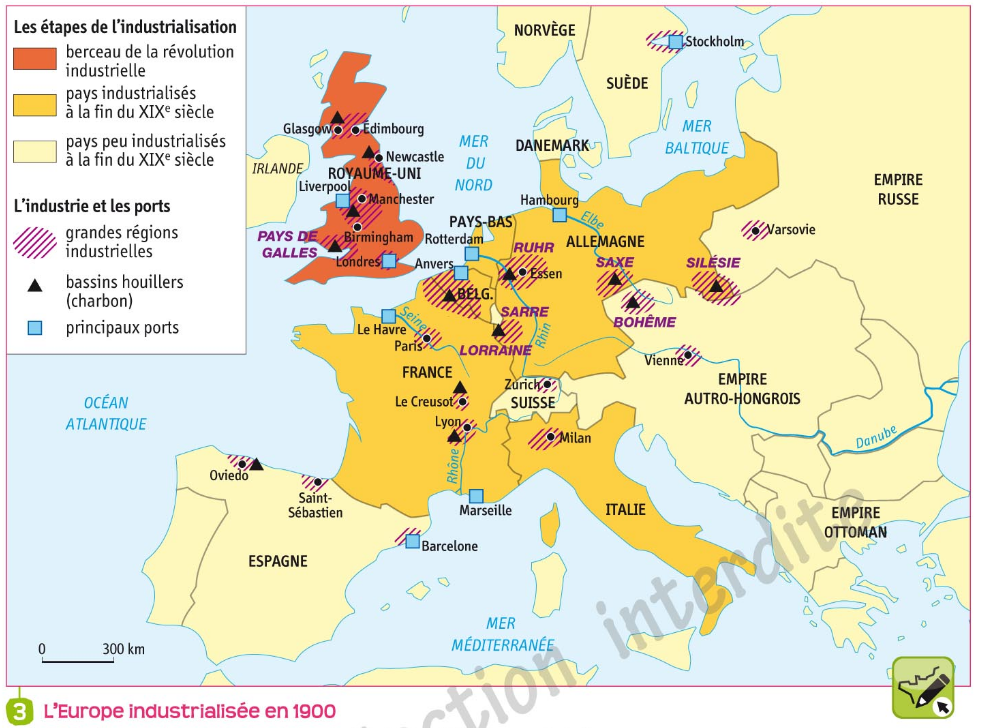 Les étapes de l'industrialisation
berceau de la révolution
industrielle
pays industrialisés
à la fin du XIXe siècle
pays peu industrialisés
à la fin du XIXe siècle
L'industrie et les ports
grandes régions
industrielles
bassins houillers
(charbon)
principaux ports
NORVÈGE
Stockholm
SUÈDE
MER
BALTIQUE
Glasgow
Édimbourg
MER
DU
NORD
DANEMARK
Newcastle
IRLANDE
ROYAUME-UNI
Liverpool
Manchester
EMPIRE
RUSSE
Hambourg
Elbe
PAYS-BAS
Varsovie
PAYS DE
GALLES
Birmingham
Rotterdam
ALLEMAGNE
RUHR
Londres
Anvers
Essen
SAXE
SILÉSIE
BELG.
SARRE
BOHÊME
Le Havre
Seine
Paris
LORRAINE
Rhin
Vienne
FRANCE
Zurich
SUISSE
EMPIRE
AUTRO-HONGROIS
Le Creusot
OCÉAN
ATLANTIQUE
Lyon
Milan
Danube
Rhône
Oviedo
Saint-
Sébastien
Marseille
ITALIE
EMPIRE
OTTOMAN
Barcelone
ESPAGNE
MER
MÉDITERRANÉE
0 300 km
ction interdite
3 L'Europe industrialisée en 1900